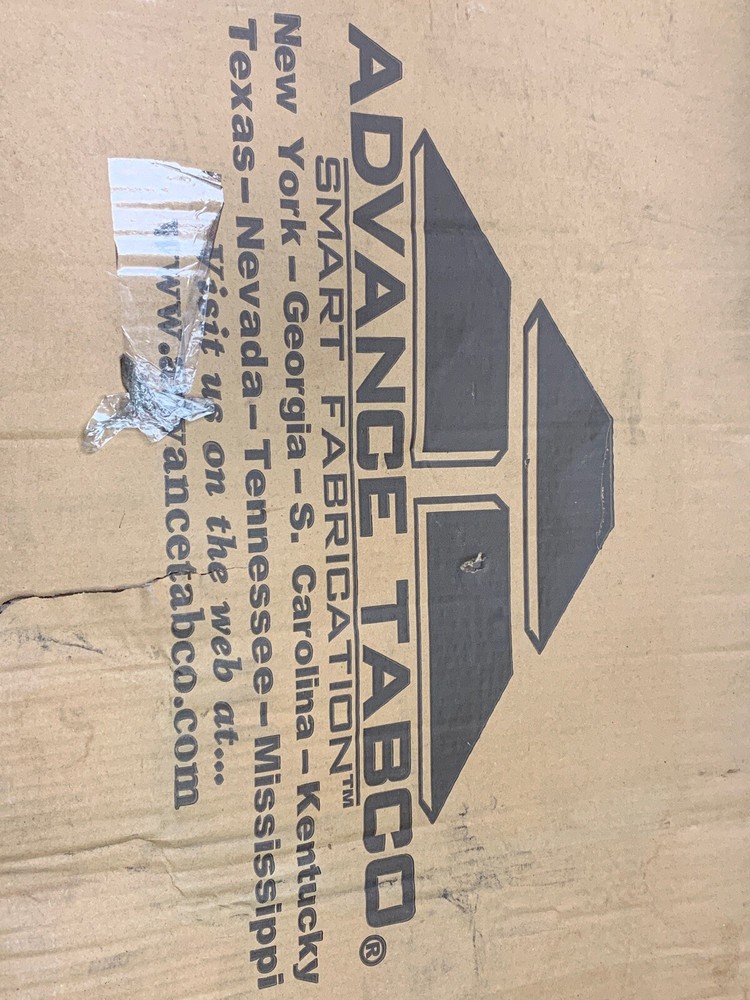 ADVANCE TABCO®
SMART FABRICATION™
New York – Georgia – S. Carolina – Kentucky
Texas – Nevada – Tennessee – Mississippi
Visit us on the web at...
www.advancetabco.com